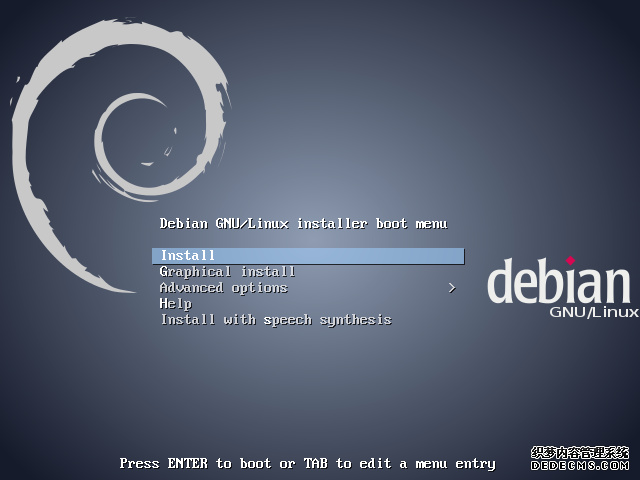 Debian GNU/Linux installer boot menu
Install
Graphical install
Advanced options >
Help
Install with speech synthesis
debian
GNU/Linux
Press ENTER to boot or TAB to edit a menu entry
织梦内容管理系统
DEDECMS.COM